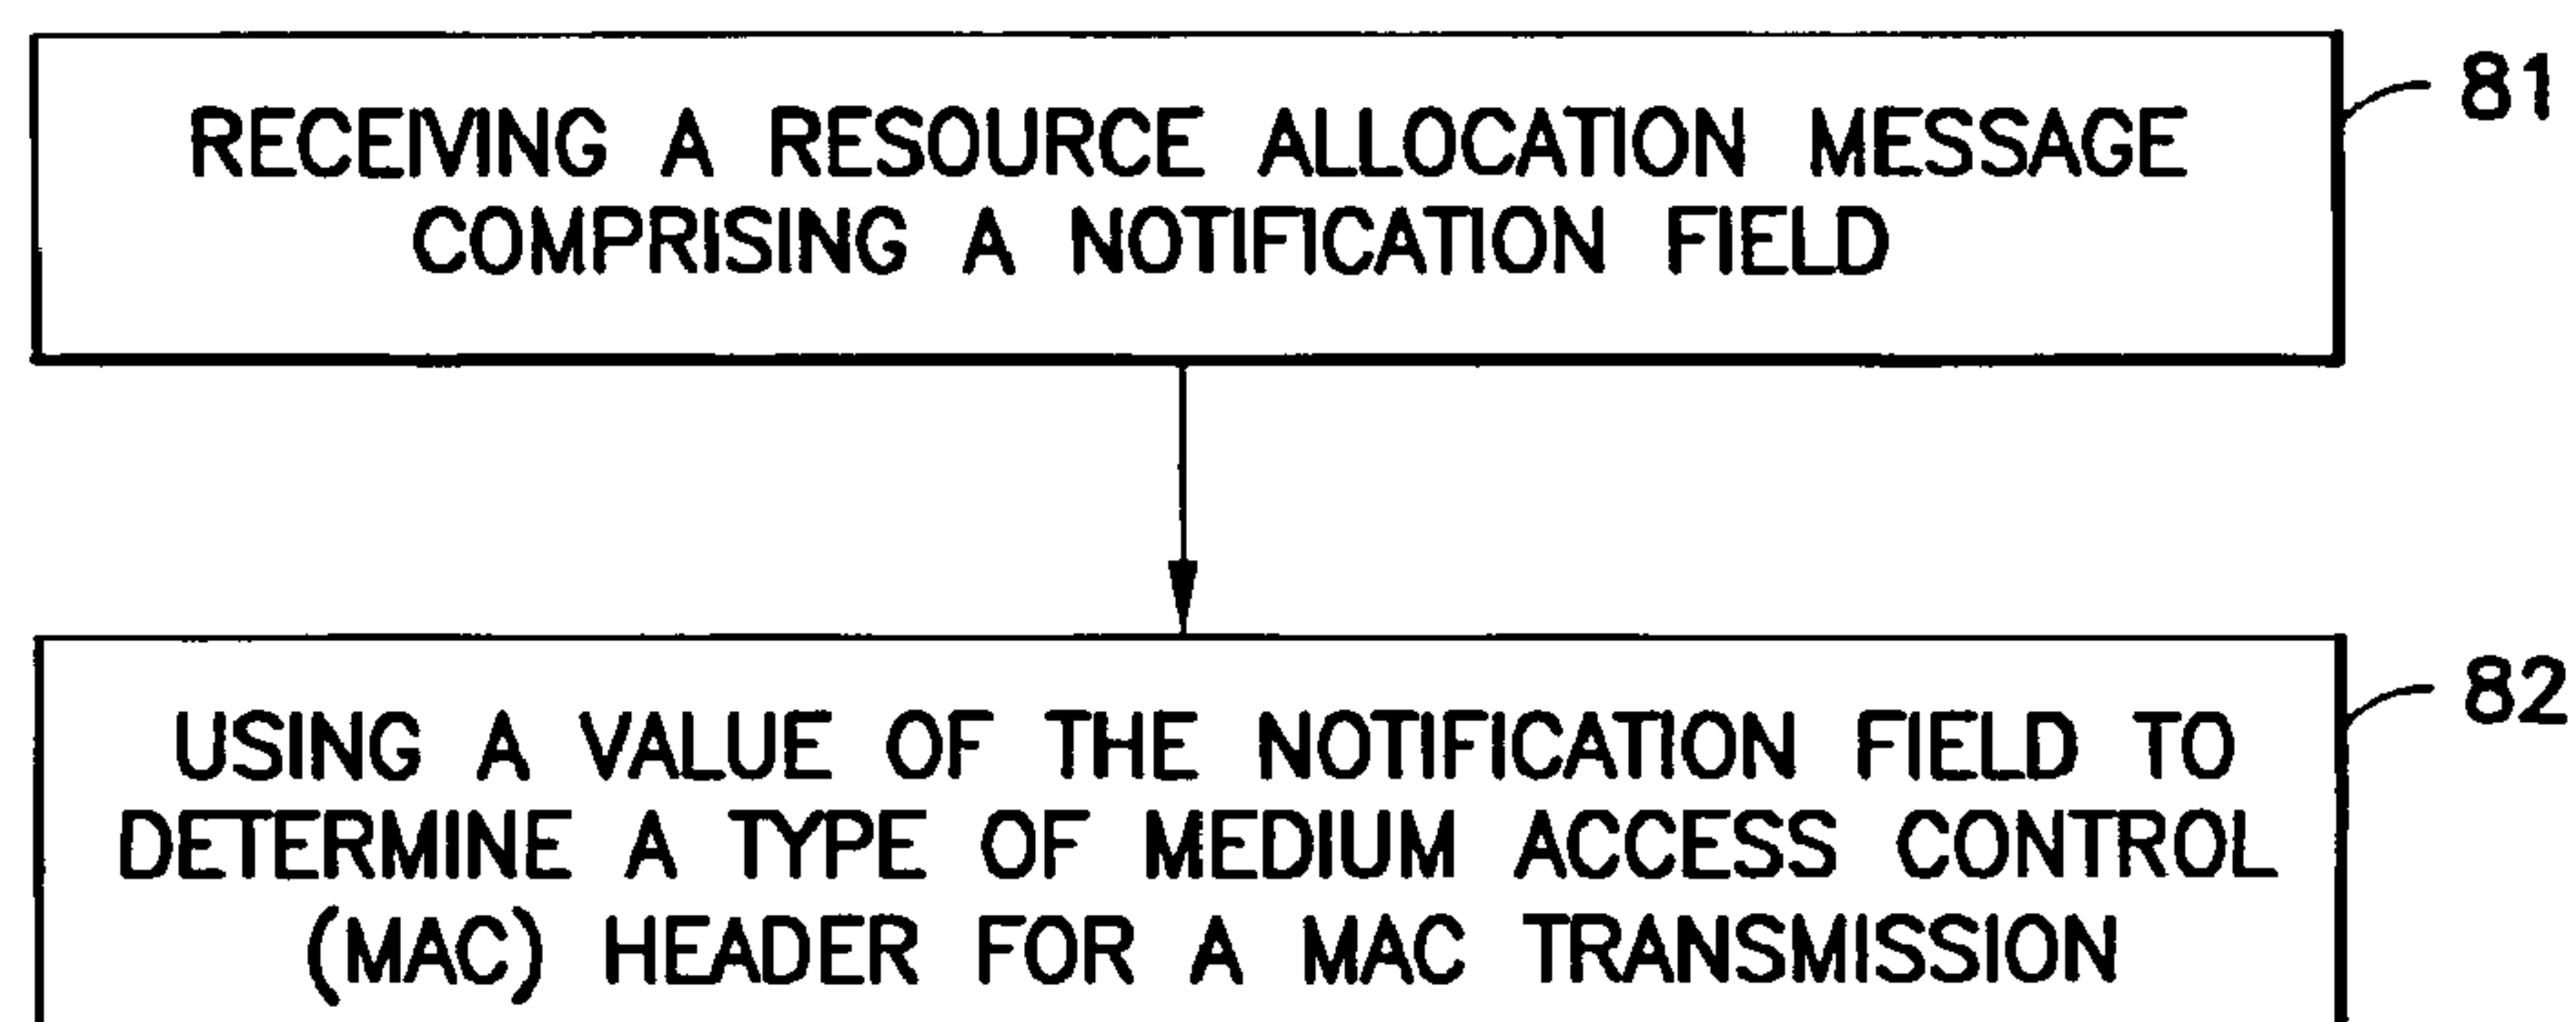 RECEIVING A RESOURCE ALLOCATION MESSAGE
COMPRISING A NOTIFICATION FIELD
81
USING A VALUE OF THE NOTIFICATION FIELD TO
DETERMINE A TYPE OF MEDIUM ACCESS CONTROL
(MAC) HEADER FOR A MAC TRANSMISSION
82